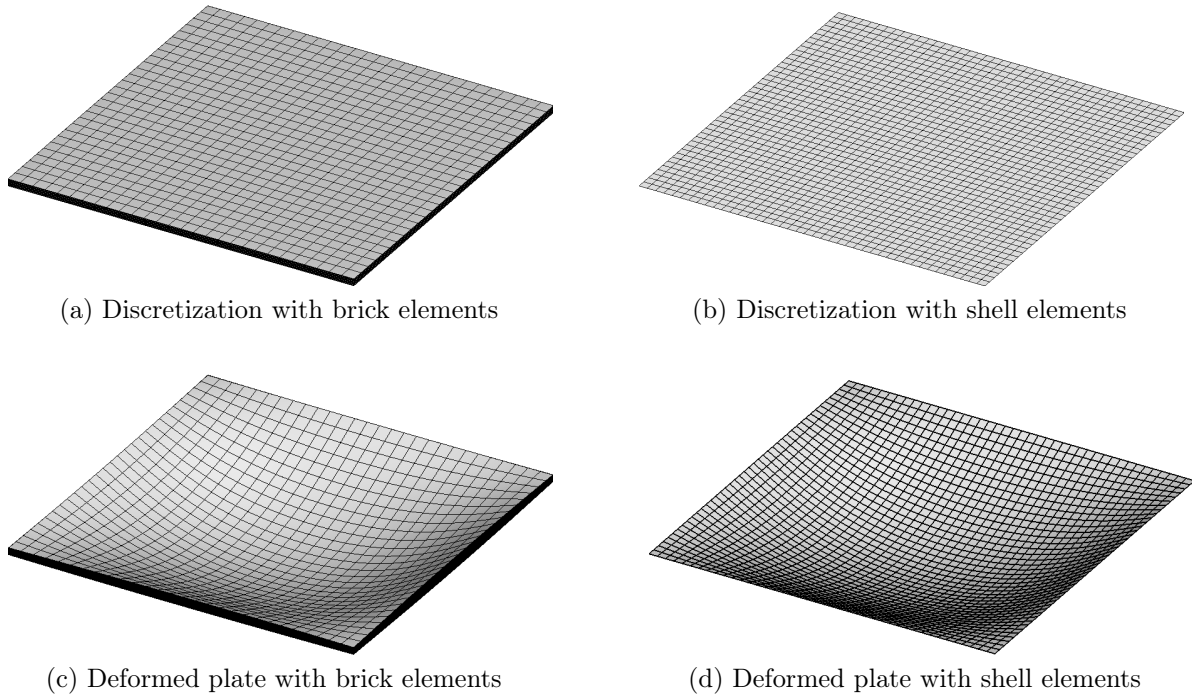 (a) Discretization with brick elements
(b) Discretization with shell elements
(c) Deformed plate with brick elements
(d) Deformed plate with shell elements